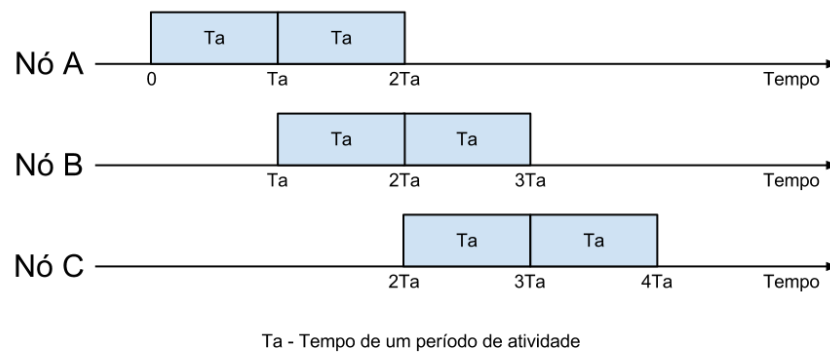 Ta Ta
Nó A
0 Ta 2Ta Tempo
Ta Ta
Nó B
Ta 2Ta 3Ta Tempo
Ta Ta
Nó C
2Ta 3Ta 4Ta Tempo
Ta - Tempo de um período de atividade